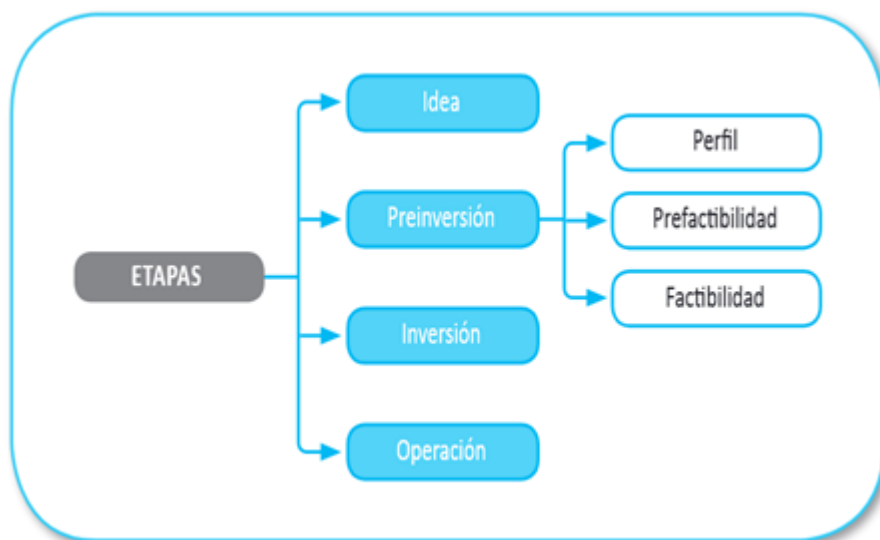 ETAPAS
Idea
Preinversión
Inversión
Operación
Perfil
Prefactibilidad
Factibilidad